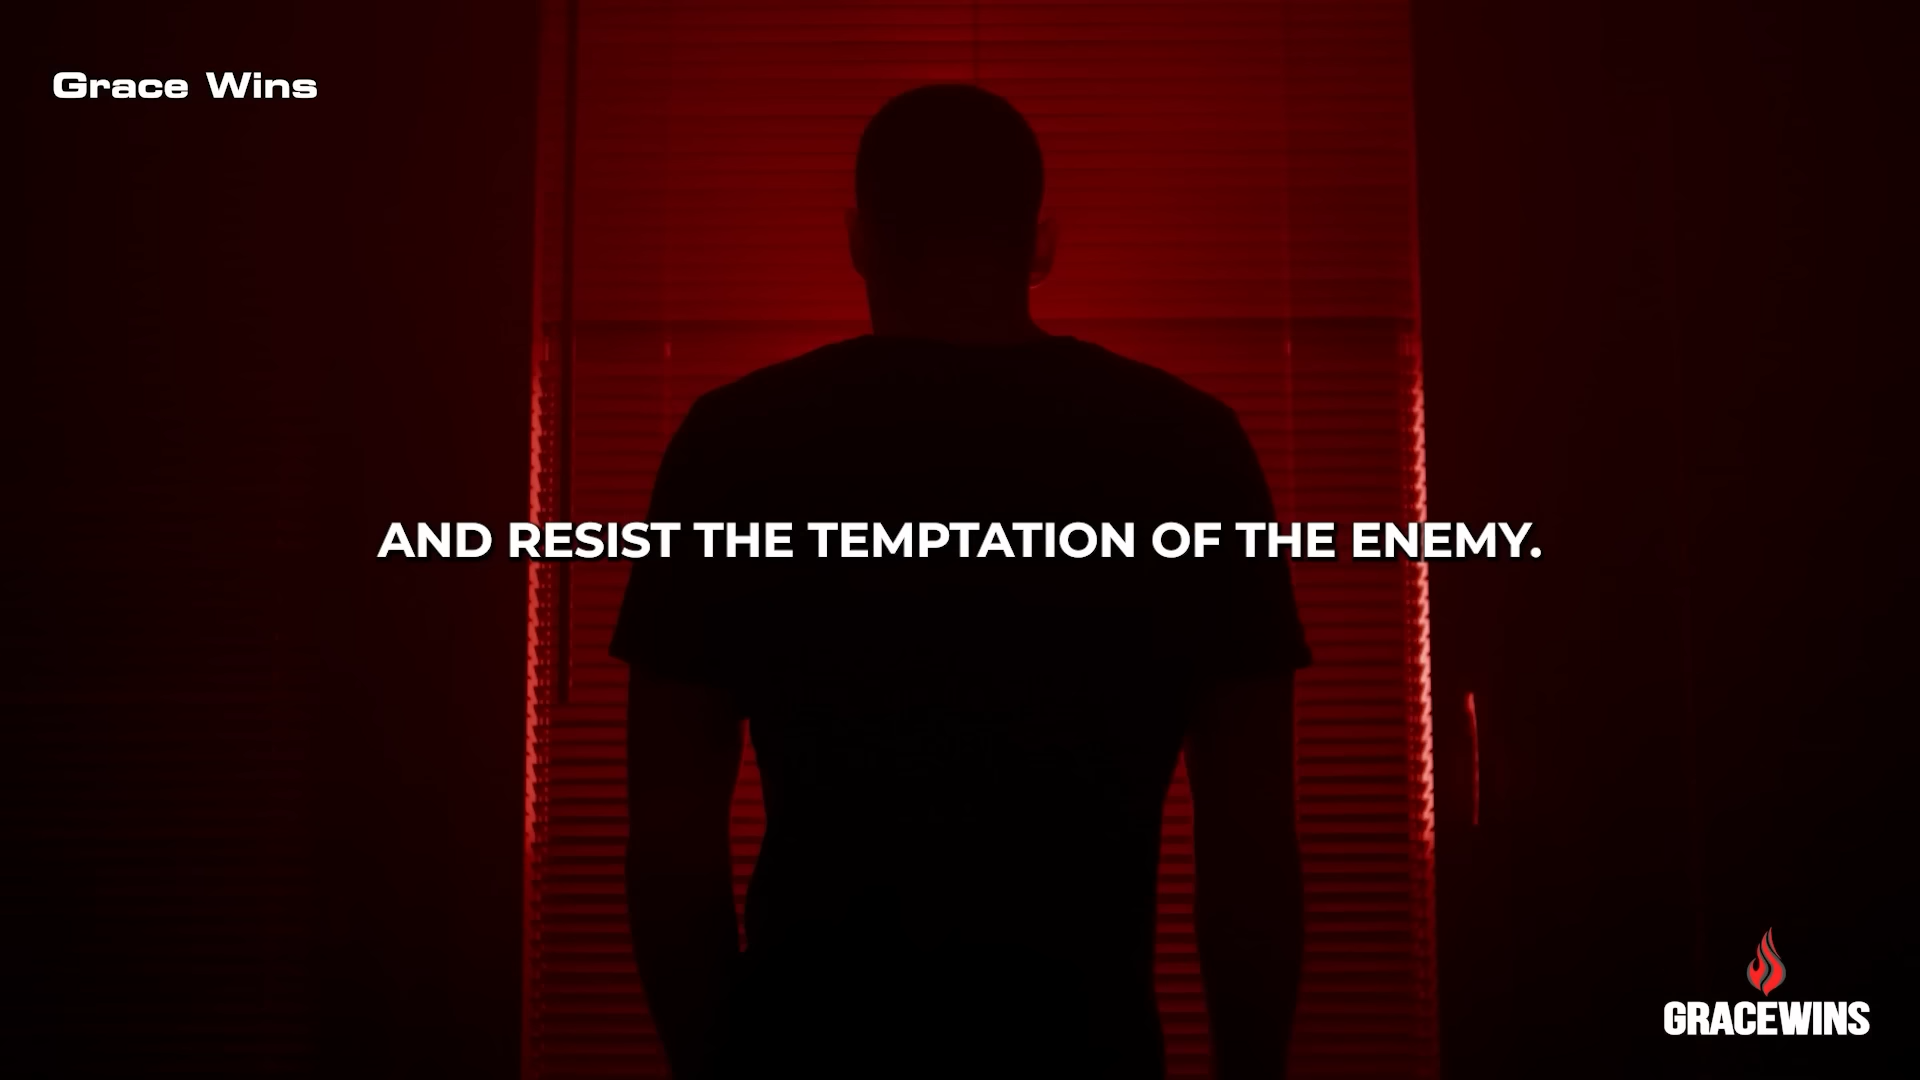 Grace Wins
AND RESIST THE TEMPTATION OF THE ENEMY.
GRACEWINS